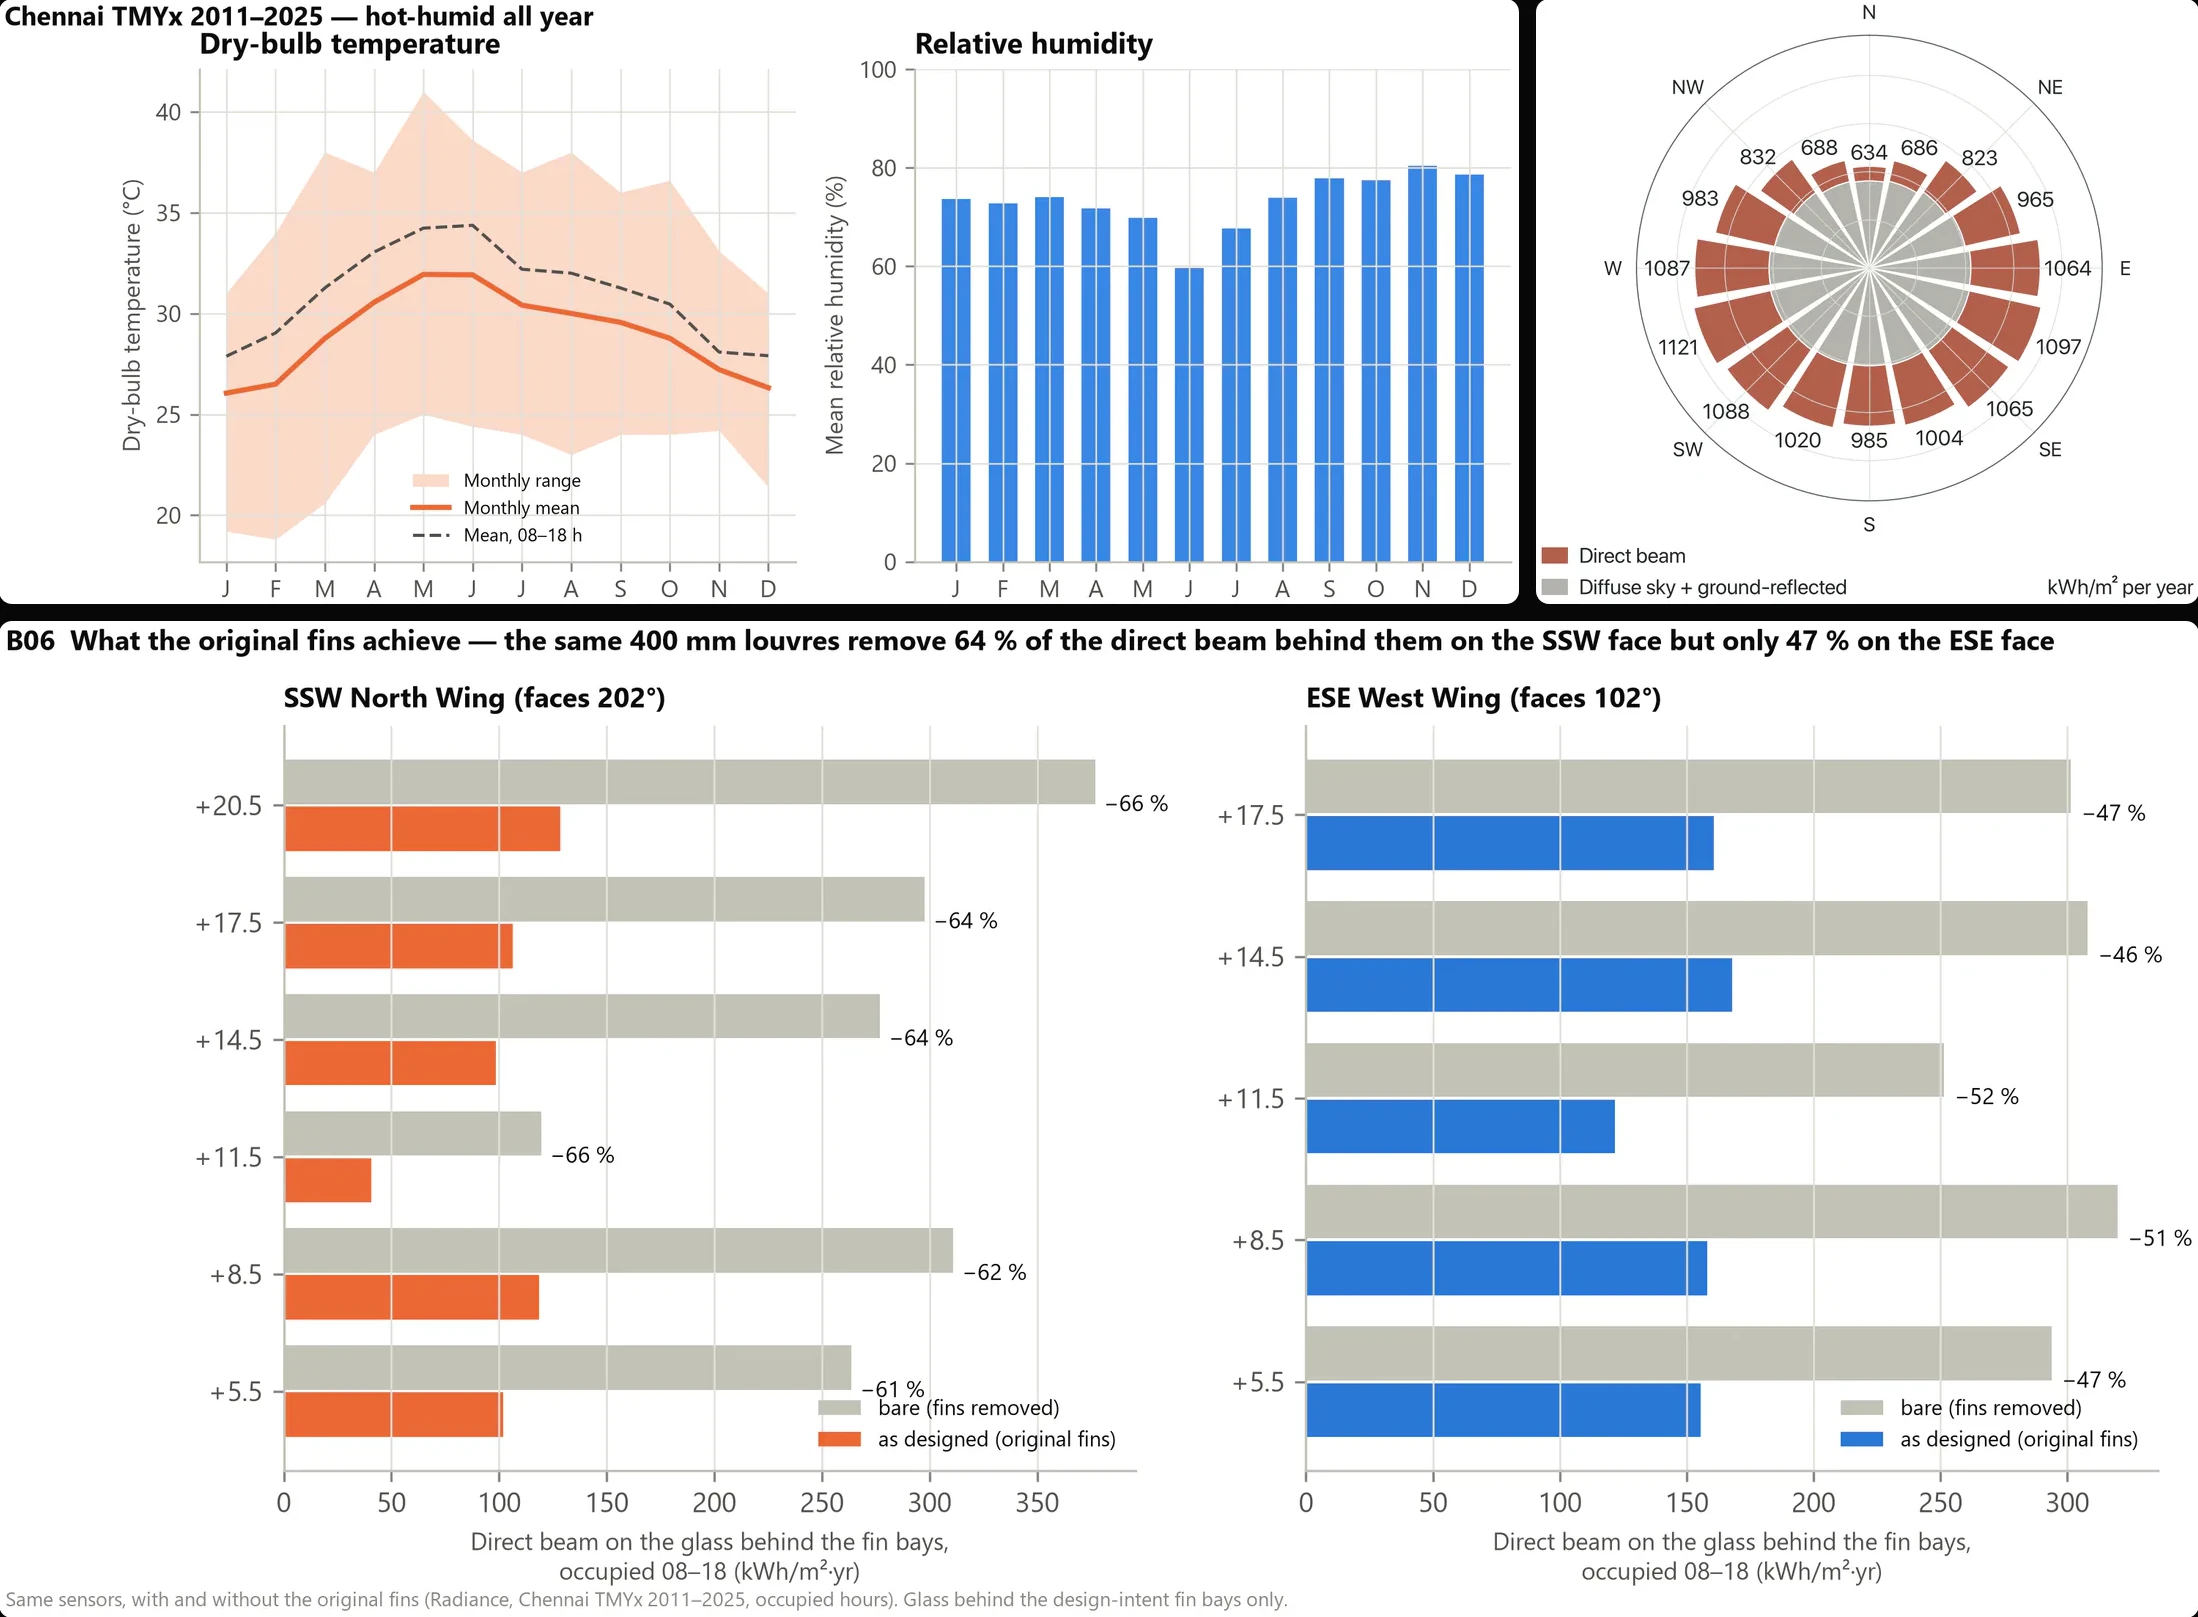 Chennai TMYx 2011–2025 — hot-humid all year
Dry-bulb temperature
Dry-bulb temperature (°C)
40
35
30
25
20
Monthly range
Monthly mean
Mean, 08–18 h
J F M A M J J A S O N D
Relative humidity
Mean relative humidity (%)
100
80
60
40
20
0
J F M A M J J A S O N D
N
NW NE
832 688 634 686 823
983 965
W 1087 1064 E
1121 1097
1088 1065
1020 985 1004
SW SE
S
Direct beam
Diffuse sky + ground-reflected kWh/m² per year
B06 What the original fins achieve — the same 400 mm louvres remove 64 % of the direct beam behind them on the SSW face but only 47 % on the ESE face
SSW North Wing (faces 202°)
+20.5 −66 %
+17.5 −64 %
+14.5 −64 %
+11.5 −66 %
+8.5 −62 %
+5.5 −61 %
bare (fins removed)
as designed (original fins)
0 50 100 150 200 250 300 350
Direct beam on the glass behind the fin bays,
occupied 08–18 (kWh/m²·yr)
ESE West Wing (faces 102°)
+17.5 −47 %
+14.5 −46 %
+11.5 −52 %
+8.5 −51 %
+5.5 −47 %
bare (fins removed)
as designed (original fins)
0 50 100 150 200 250 300
Direct beam on the glass behind the fin bays,
occupied 08–18 (kWh/m²·yr)
Same sensors, with and without the original fins (Radiance, Chennai TMYx 2011–2025, occupied hours). Glass behind the design-intent fin bays only.